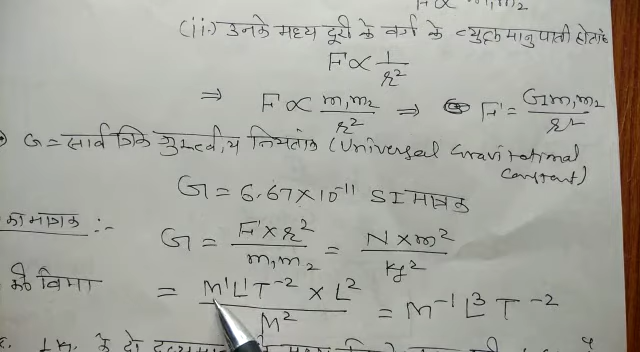 F ∝ m₁m₂
(ii) उनके मध्य दूरी के वर्ग के व्युत्क्रमानुपाती होता है
F ∝ 1/r²
⇒ F ∝ m₁m₂/r² ⇒ F = Gm₁m₂/r²
G = सार्वत्रिक गुरुत्वीय नियतांक (Universal Gravitational
Constant)
G = 6.67×10⁻¹¹ SI मात्रक
का मात्रक :- G = F×r²/m₁m₂ = N×m²/kg²
की विमा = M¹L¹T⁻² × L²/M² = M⁻¹L³T⁻²
के दो